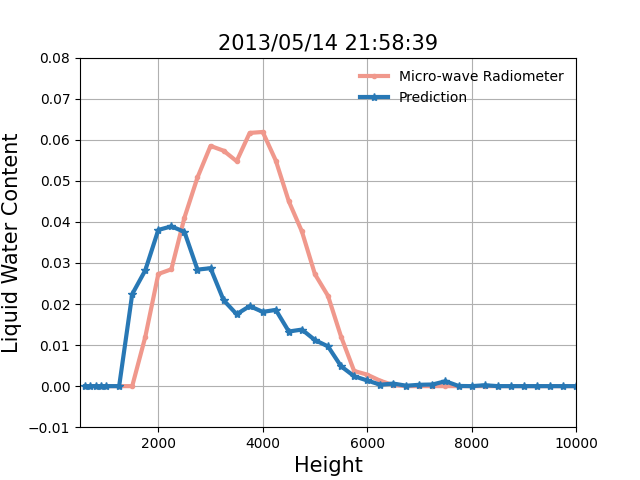 2013/05/14 21:58:39
Micro-wave Radiometer
Prediction
Liquid Water Content
0.08
0.07
0.06
0.05
0.04
0.03
0.02
0.01
0.00
−0.01
2000 4000 6000 8000 10000
Height